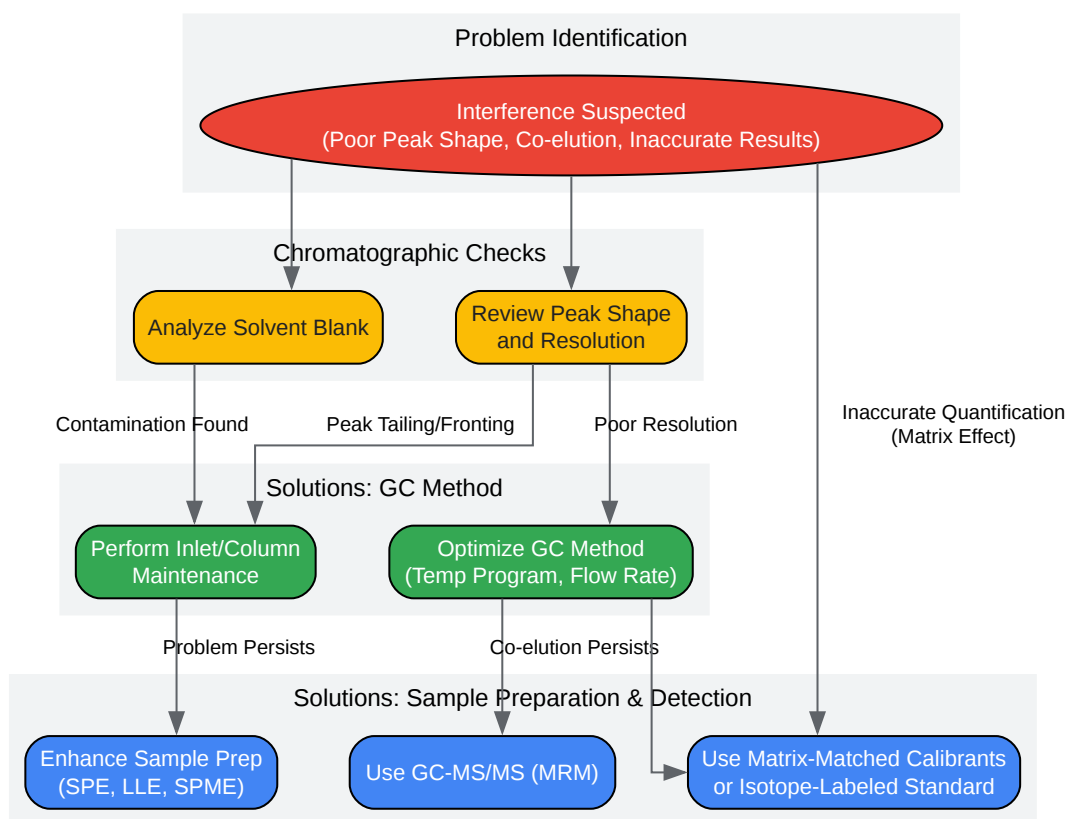 Problem Identification
Interference Suspected
(Poor Peak Shape, Co-elution, Inaccurate Results)
Chromatographic Checks
Analyze Solvent Blank
Review Peak Shape
and Resolution
Contamination Found
Peak Tailing/Fronting
Poor Resolution
Inaccurate Quantification
(Matrix Effect)
Solutions: GC Method
Perform Inlet/Column
Maintenance
Optimize GC Method
(Temp Program, Flow Rate)
Problem Persists
Co-elution Persists
Solutions: Sample Preparation & Detection
Enhance Sample Prep
(SPE, LLE, SPME)
Use GC-MS/MS (MRM)
Use Matrix-Matched Calibrants
or Isotope-Labeled Standard